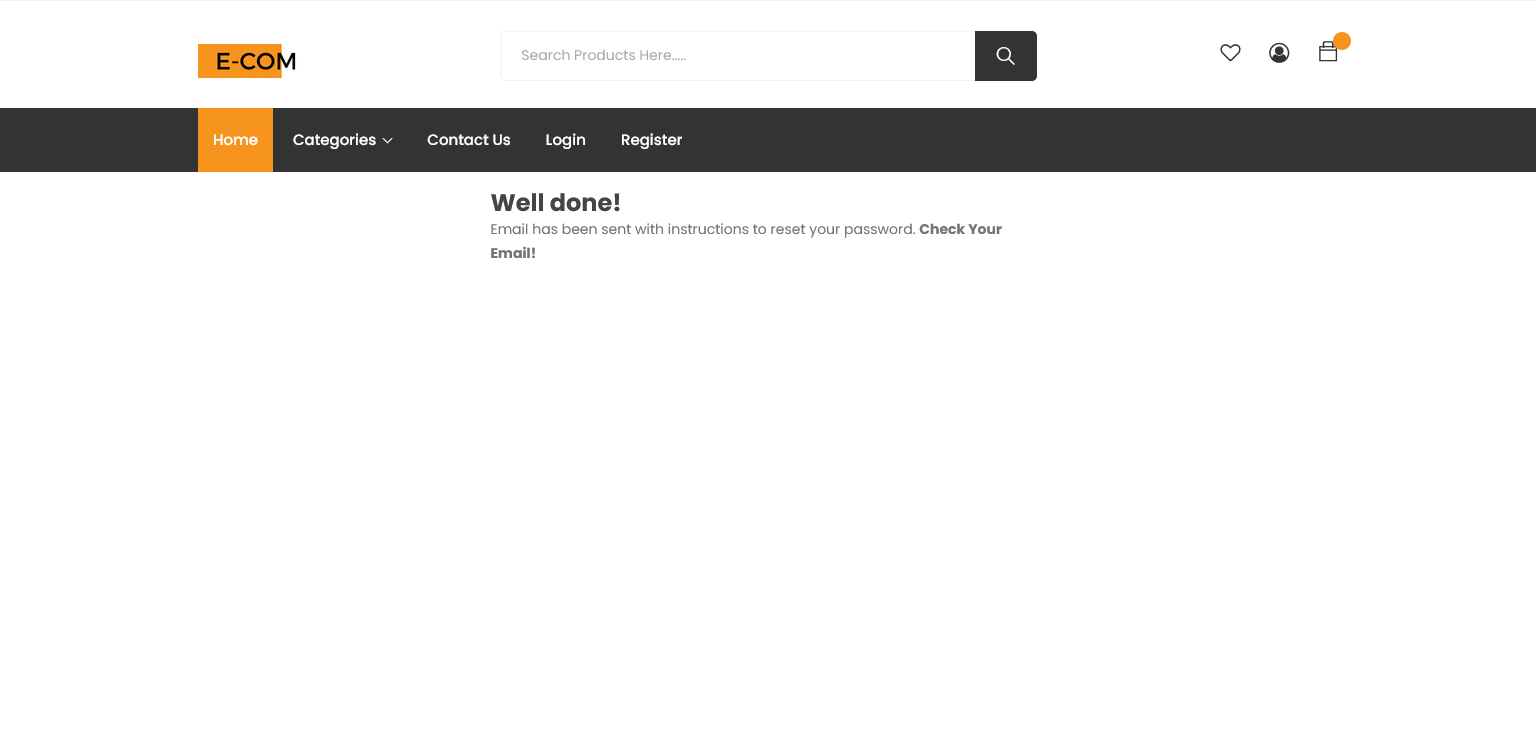 E-COM
Search Products Here.....
Home Categories Contact Us Login Register
Well done!
Email has been sent with instructions to reset your password. Check Your
Email!